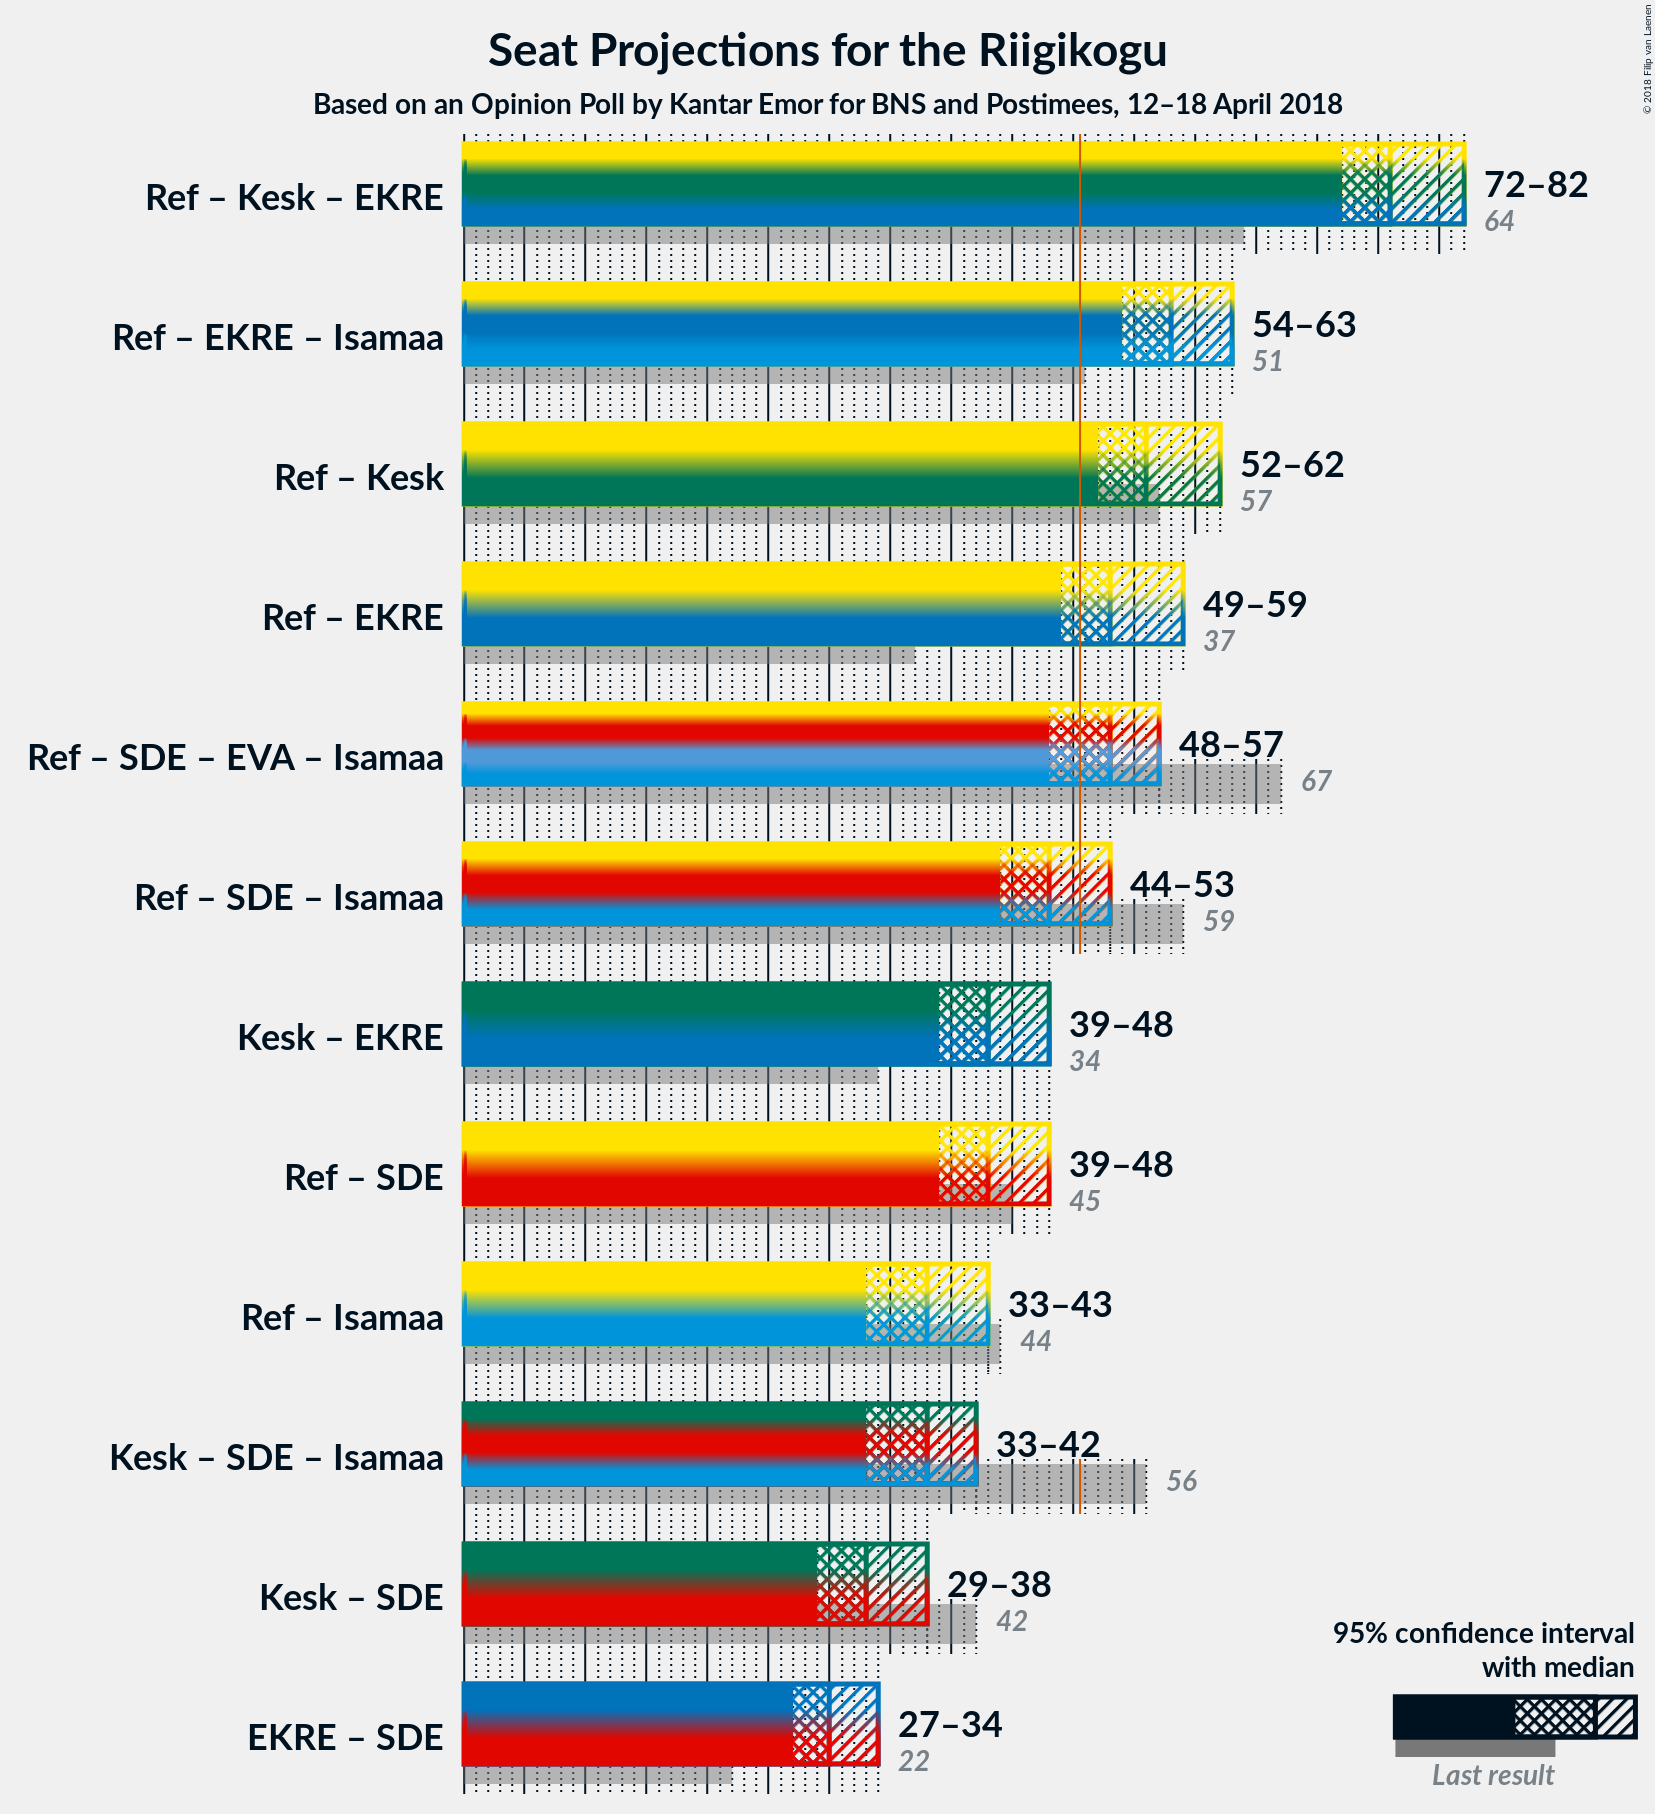 Seat Projections for the Riigikogu
Based on an Opinion Poll by Kantar Emor for BNS and Postimees, 12–18 April 2018
© 2018 Filip van Laenen
Ref – Kesk – EKRE
72–82
64
Ref – EKRE – Isamaa
54–63
51
Ref – Kesk
52–62
57
Ref – EKRE
49–59
37
Ref – SDE – EVA – Isamaa
48–57
67
Ref – SDE – Isamaa
44–53
59
Kesk – EKRE
39–48
34
Ref – SDE
39–48
45
Ref – Isamaa
33–43
44
Kesk – SDE – Isamaa
33–42
56
Kesk – SDE
29–38
42
EKRE – SDE
27–34
22
95% confidence interval
with median
Last result